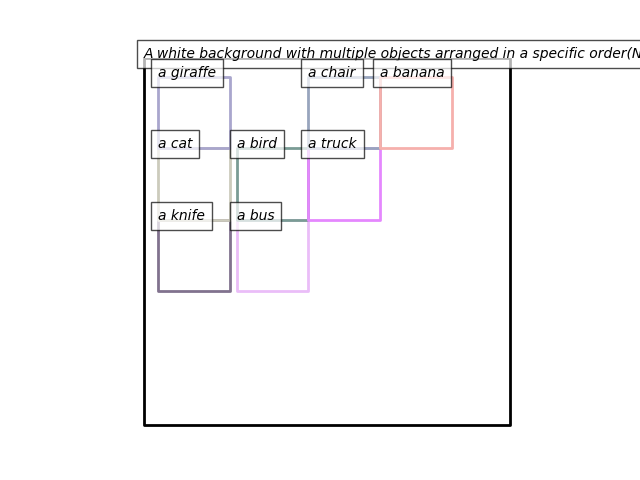 A white background with multiple objects arranged in a specific order(N
a giraffe
a chair
a banana
a cat
a bird
a truck
a knife
a bus